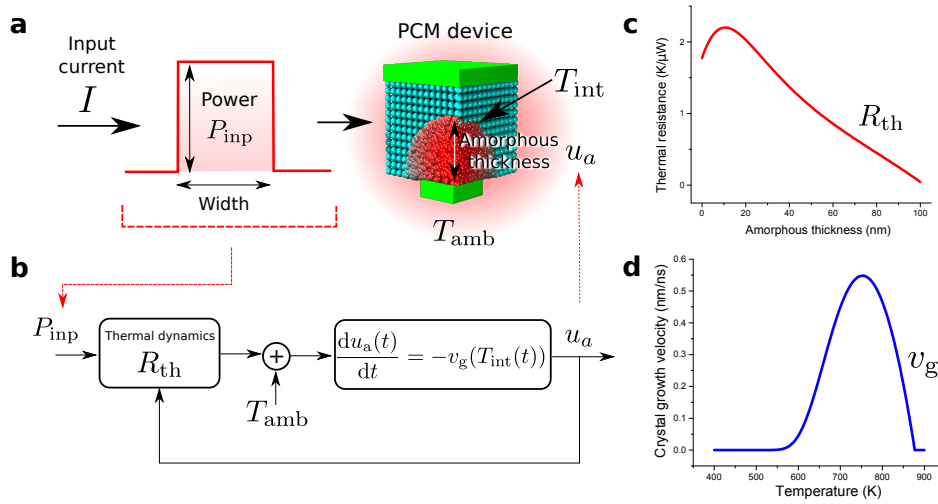 a
Input
current
I
Power
P_inp
Width
PCM device
T_int
Amorphous
thickness
u_a
T_amb
b
P_inp
Thermal dynamics
R_th
+
T_amb
du_a(t)/dt = −v_g(T_int(t))
u_a
c
Thermal resistance (K/µW)
2
1
0
R_th
0 20 40 60 80 100
Amorphous thickness (nm)
d
Crystal growth velocity (nm/ns)
0.6
0.5
0.4
0.3
0.2
0.1
0.0
v_g
400 500 600 700 800 900
Temperature (K)